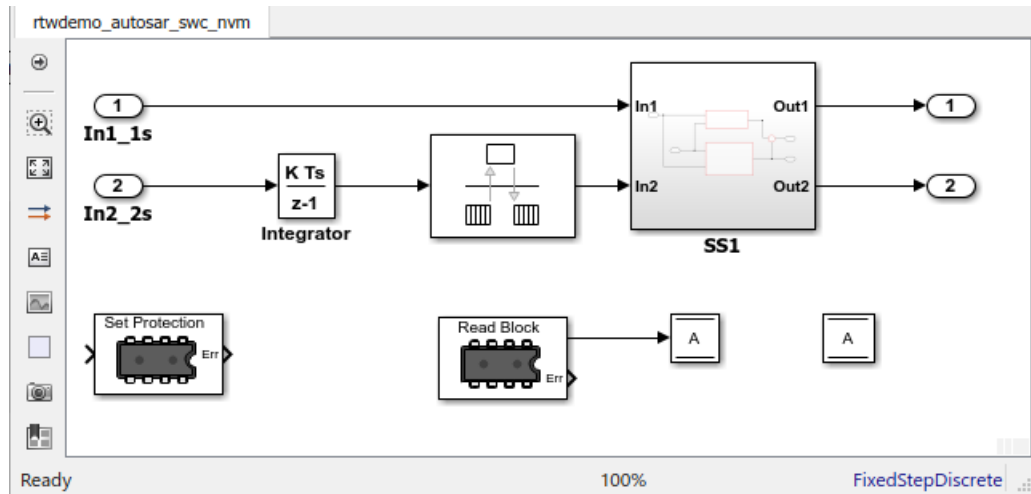 rtwdemo_autosar_swc_nvm
1
In1_1s
In1
Out1
1
2
In2_2s
K Ts
z-1
Integrator
In2
Out2
2
SS1
Set Protection
Err
Read Block
Err
A
A
Ready
100%
FixedStepDiscrete